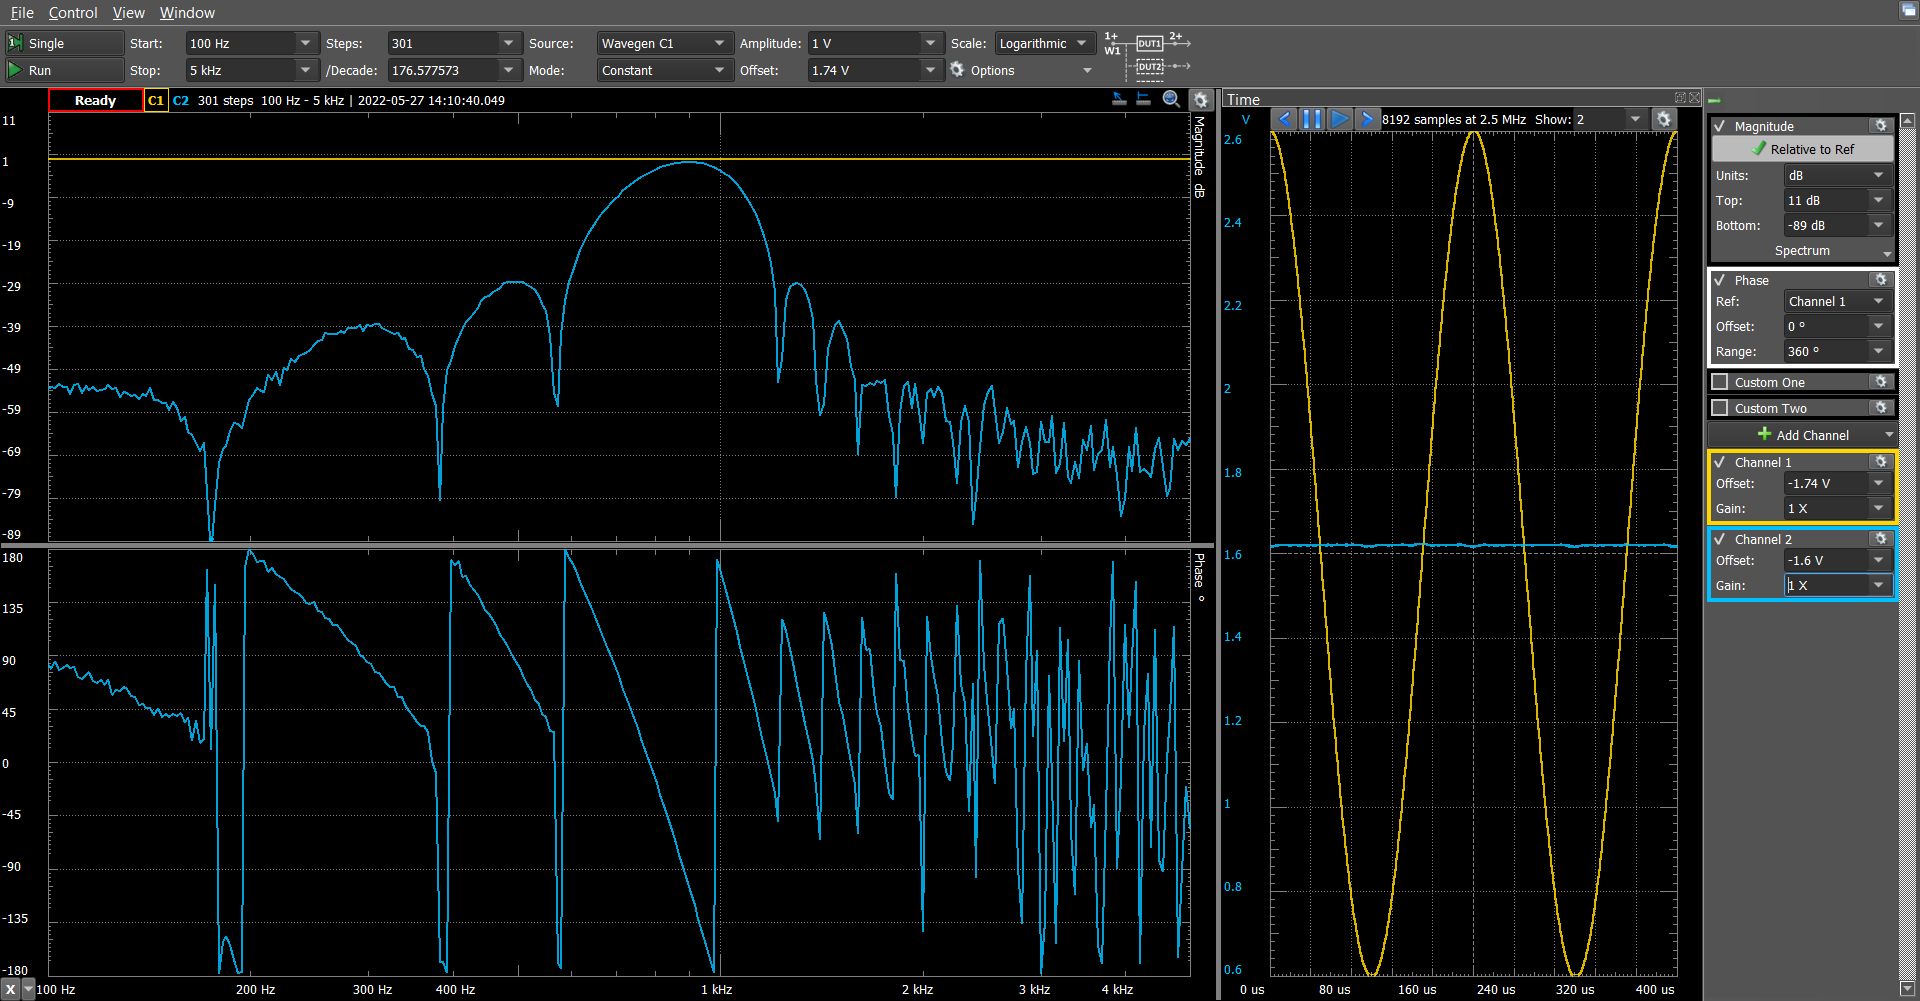 File Control View Window
Single Start: 100 Hz Steps: 301 Source: Wavegen C1 Amplitude: 1 V Scale: Logarithmic
Run Stop: 5 kHz /Decade: 176.577573 Mode: Constant Offset: 1.74 V Options
1+ 2+
W1 DUT1
DUT2
Ready C1 C2 301 steps 100 Hz - 5 kHz | 2022-05-27 14:10:40.049
11
1
-9
-19
-29
-39
-49
-59
-69
-79
-89
Magnitude dB
180
135
90
45
0
-45
-90
-135
-180
Phase °
X 100 Hz 200 Hz 300 Hz 400 Hz 1 kHz 2 kHz 3 kHz 4 kHz
Time
V 8192 samples at 2.5 MHz Show: 2
2.6
2.4
2.2
2
1.8
1.6
1.4
1.2
1
0.8
0.6
0 us 80 us 160 us 240 us 320 us 400 us
Magnitude
Relative to Ref
Units: dB
Top: 11 dB
Bottom: -89 dB
Spectrum
Phase
Ref: Channel 1
Offset: 0 °
Range: 360 °
Custom One
Custom Two
Add Channel
Channel 1
Offset: -1.74 V
Gain: 1 X
Channel 2
Offset: -1.6 V
Gain: 1 X